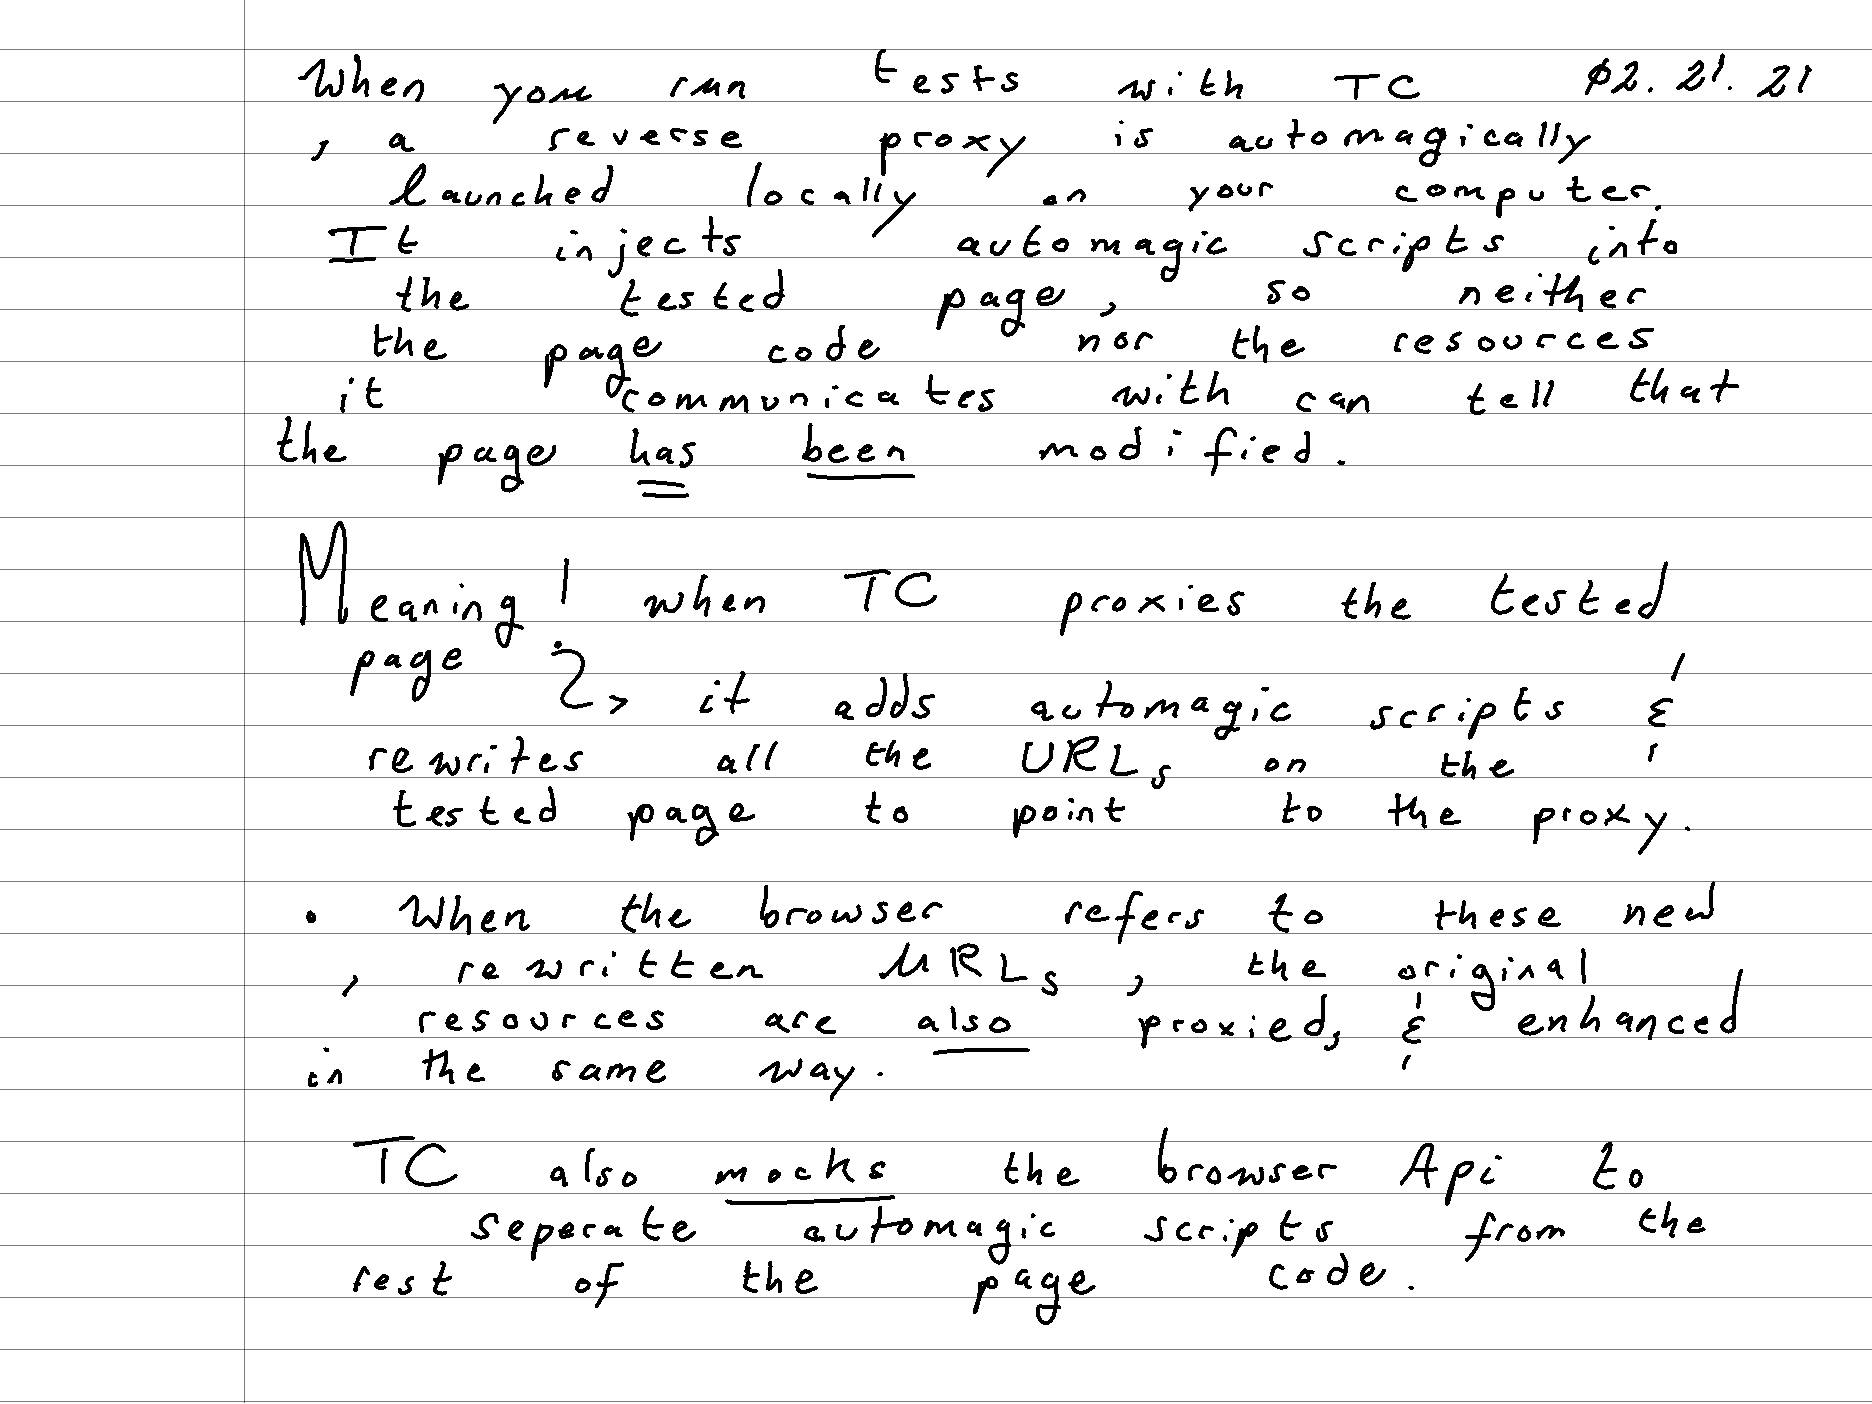 When you run tests with TC 02.21.21
, a reverse proxy is automagically
launched locally on your computer.
It injects automagic scripts into
the tested page, so neither
the page code nor the resources
it communicates with can tell that
the page has been modified.
Meaning! when TC proxies the tested
page
> it adds automagic scripts &
rewrites all the URLs on the
tested page to point to the proxy.
• When the browser refers to these new
, rewritten URLs, the original
resources are also proxied, & enhanced
in the same way.
TC also mocks the browser Api to
seperate automagic scripts from the
rest of the page code.